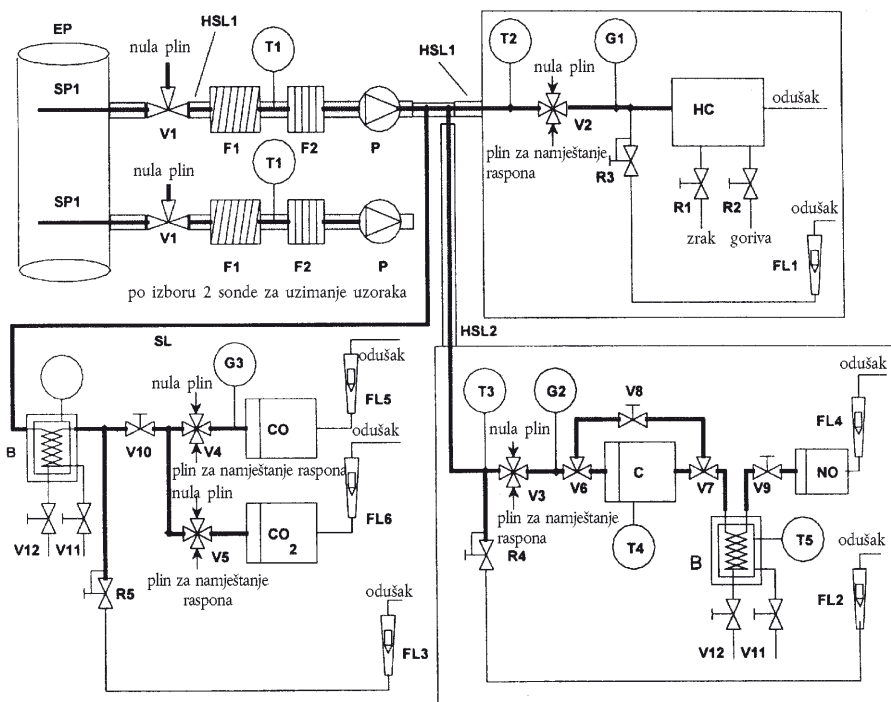 EP
nula plin
HSL1
T1
SP1
V1
F1
F2
P
nula plin
T1
SP1
V1
F1
F2
P
po izboru 2 sonde za uzimanje uzoraka
HSL1
T2
G1
nula plin
V2
plin za namještanje
raspona
R3
HC
odušak
R1
R2
zrak
goriva
odušak
FL1
HSL2
SL
B
V12
V11
R5
V10
nula plin
G3
V4
CO
plin za namještanje raspona
nula plin
V5
CO
2
plin za namještanje
raspona
odušak
FL5
odušak
FL6
odušak
FL3
T3
G2
nula plin
V3
plin za namještanje
raspona
R4
V8
V6
C
V7
T4
V9
NO
odušak
FL4
T5
B
V12
V11
odušak
FL2